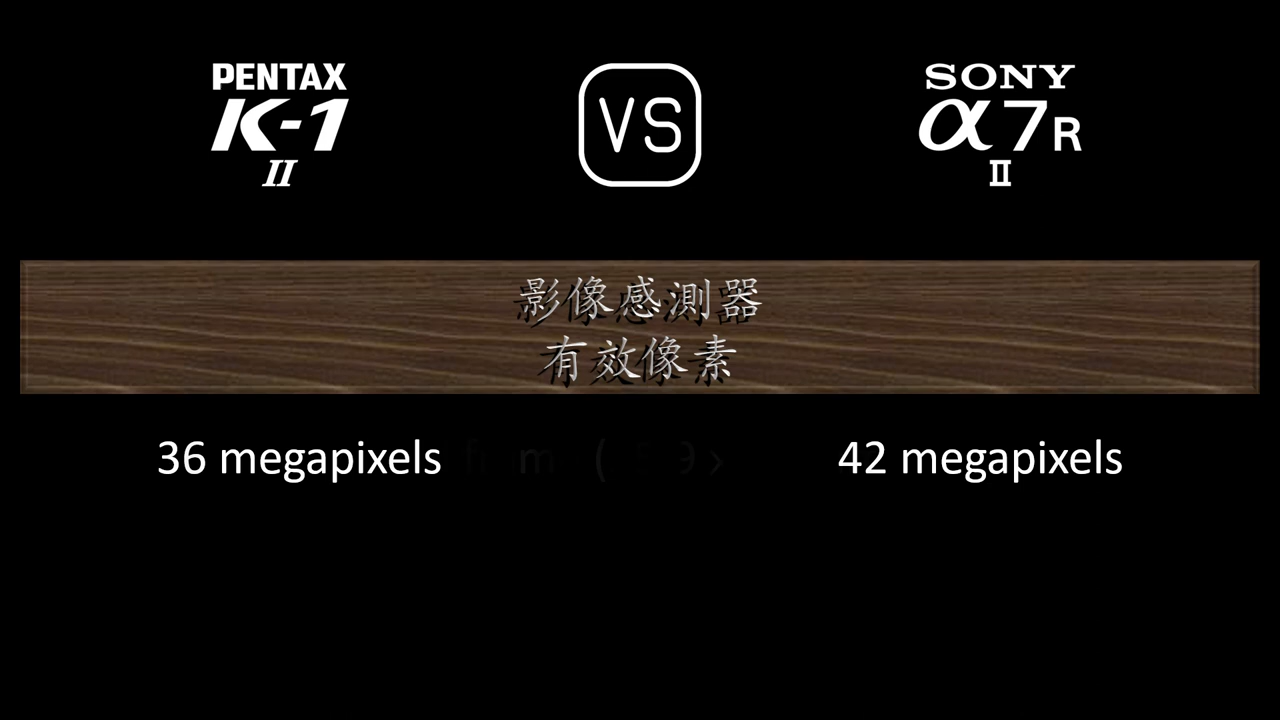 PENTAX
K-1
II
VS
SONY
α7R
II
影像感測器
有效像素
36 megapixels
42 megapixels